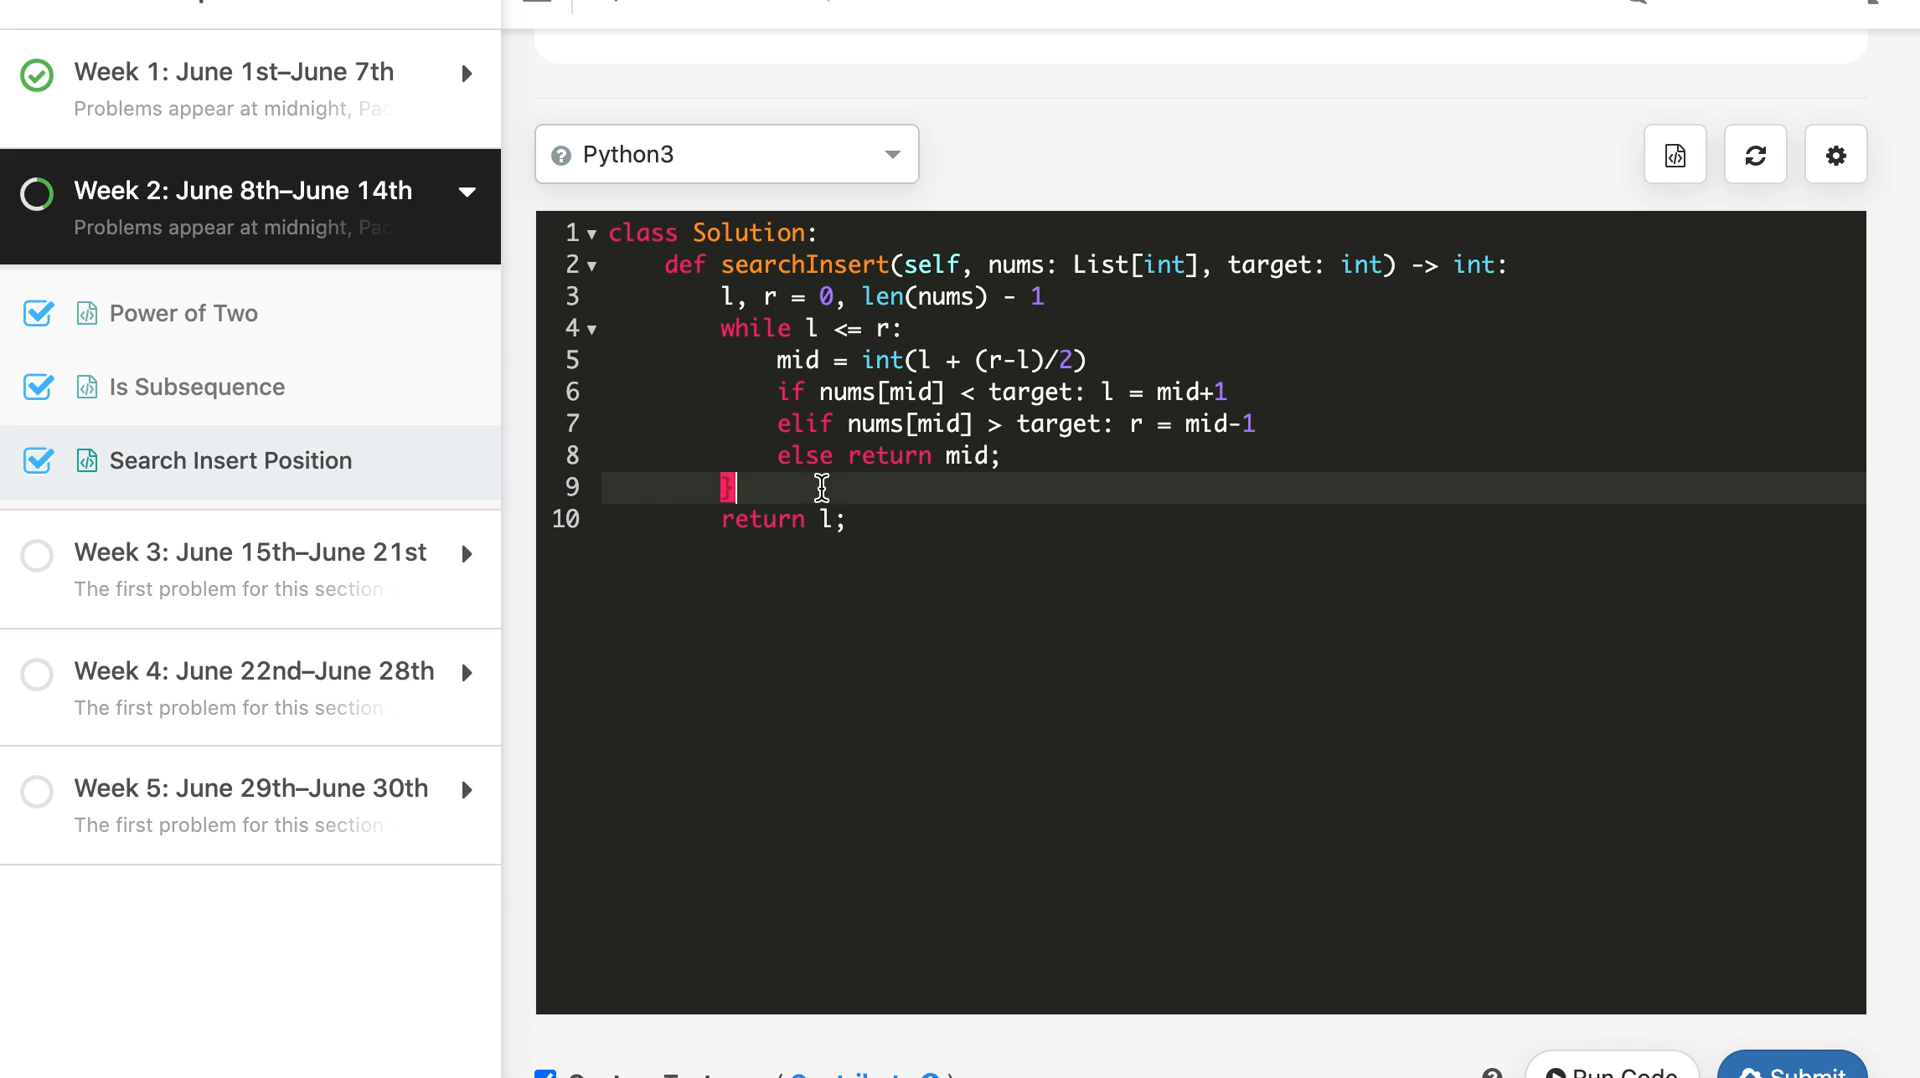 Week 1: June 1st–June 7th
Problems appear at midnight, Pac
Week 2: June 8th–June 14th
Problems appear at midnight, Pac
Power of Two
Is Subsequence
Search Insert Position
Week 3: June 15th–June 21st
The first problem for this section
Week 4: June 22nd–June 28th
The first problem for this section
Week 5: June 29th–June 30th
The first problem for this section
Python3
1 class Solution:
2 def searchInsert(self, nums: List[int], target: int) -> int:
3 l, r = 0, len(nums) - 1
4 while l <= r:
5 mid = int(l + (r-l)/2)
6 if nums[mid] < target: l = mid+1
7 elif nums[mid] > target: r = mid-1
8 else return mid;
9 }
10 return l;
Run Code
Submit